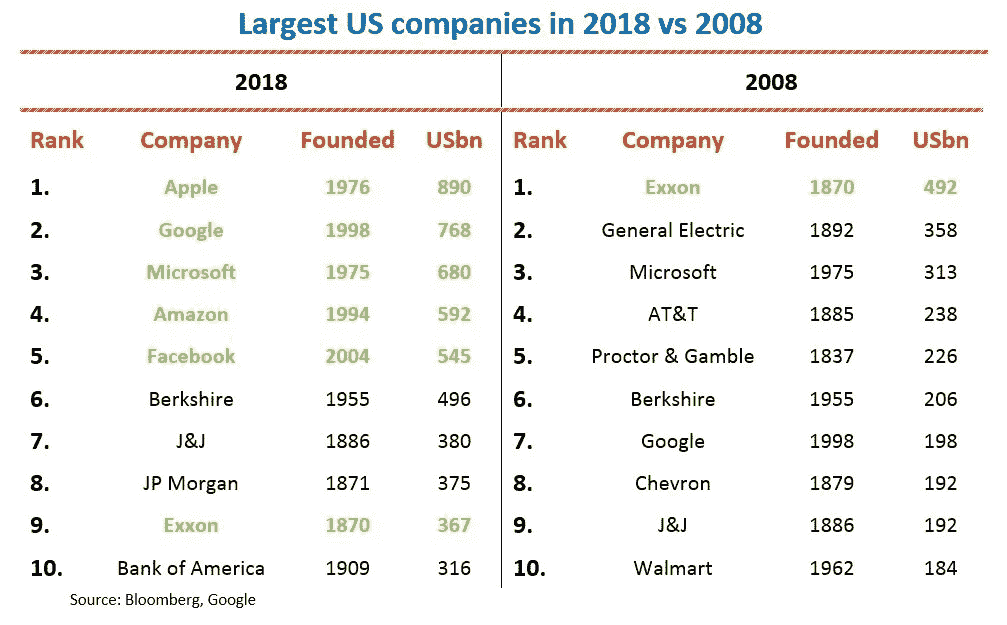 Largest US companies in 2018 vs 2008
2018 2008
Rank Company Founded USbn Rank Company Founded USbn
1. Apple 1976 890 1. Exxon 1870 492
2. Google 1998 768 2. General Electric 1892 358
3. Microsoft 1975 680 3. Microsoft 1975 313
4. Amazon 1994 592 4. AT&T 1885 238
5. Facebook 2004 545 5. Proctor & Gamble 1837 226
6. Berkshire 1955 496 6. Berkshire 1955 206
7. J&J 1886 380 7. Google 1998 198
8. JP Morgan 1871 375 8. Chevron 1879 192
9. Exxon 1870 367 9. J&J 1886 192
10. Bank of America 1909 316 10. Walmart 1962 184
Source: Bloomberg, Google